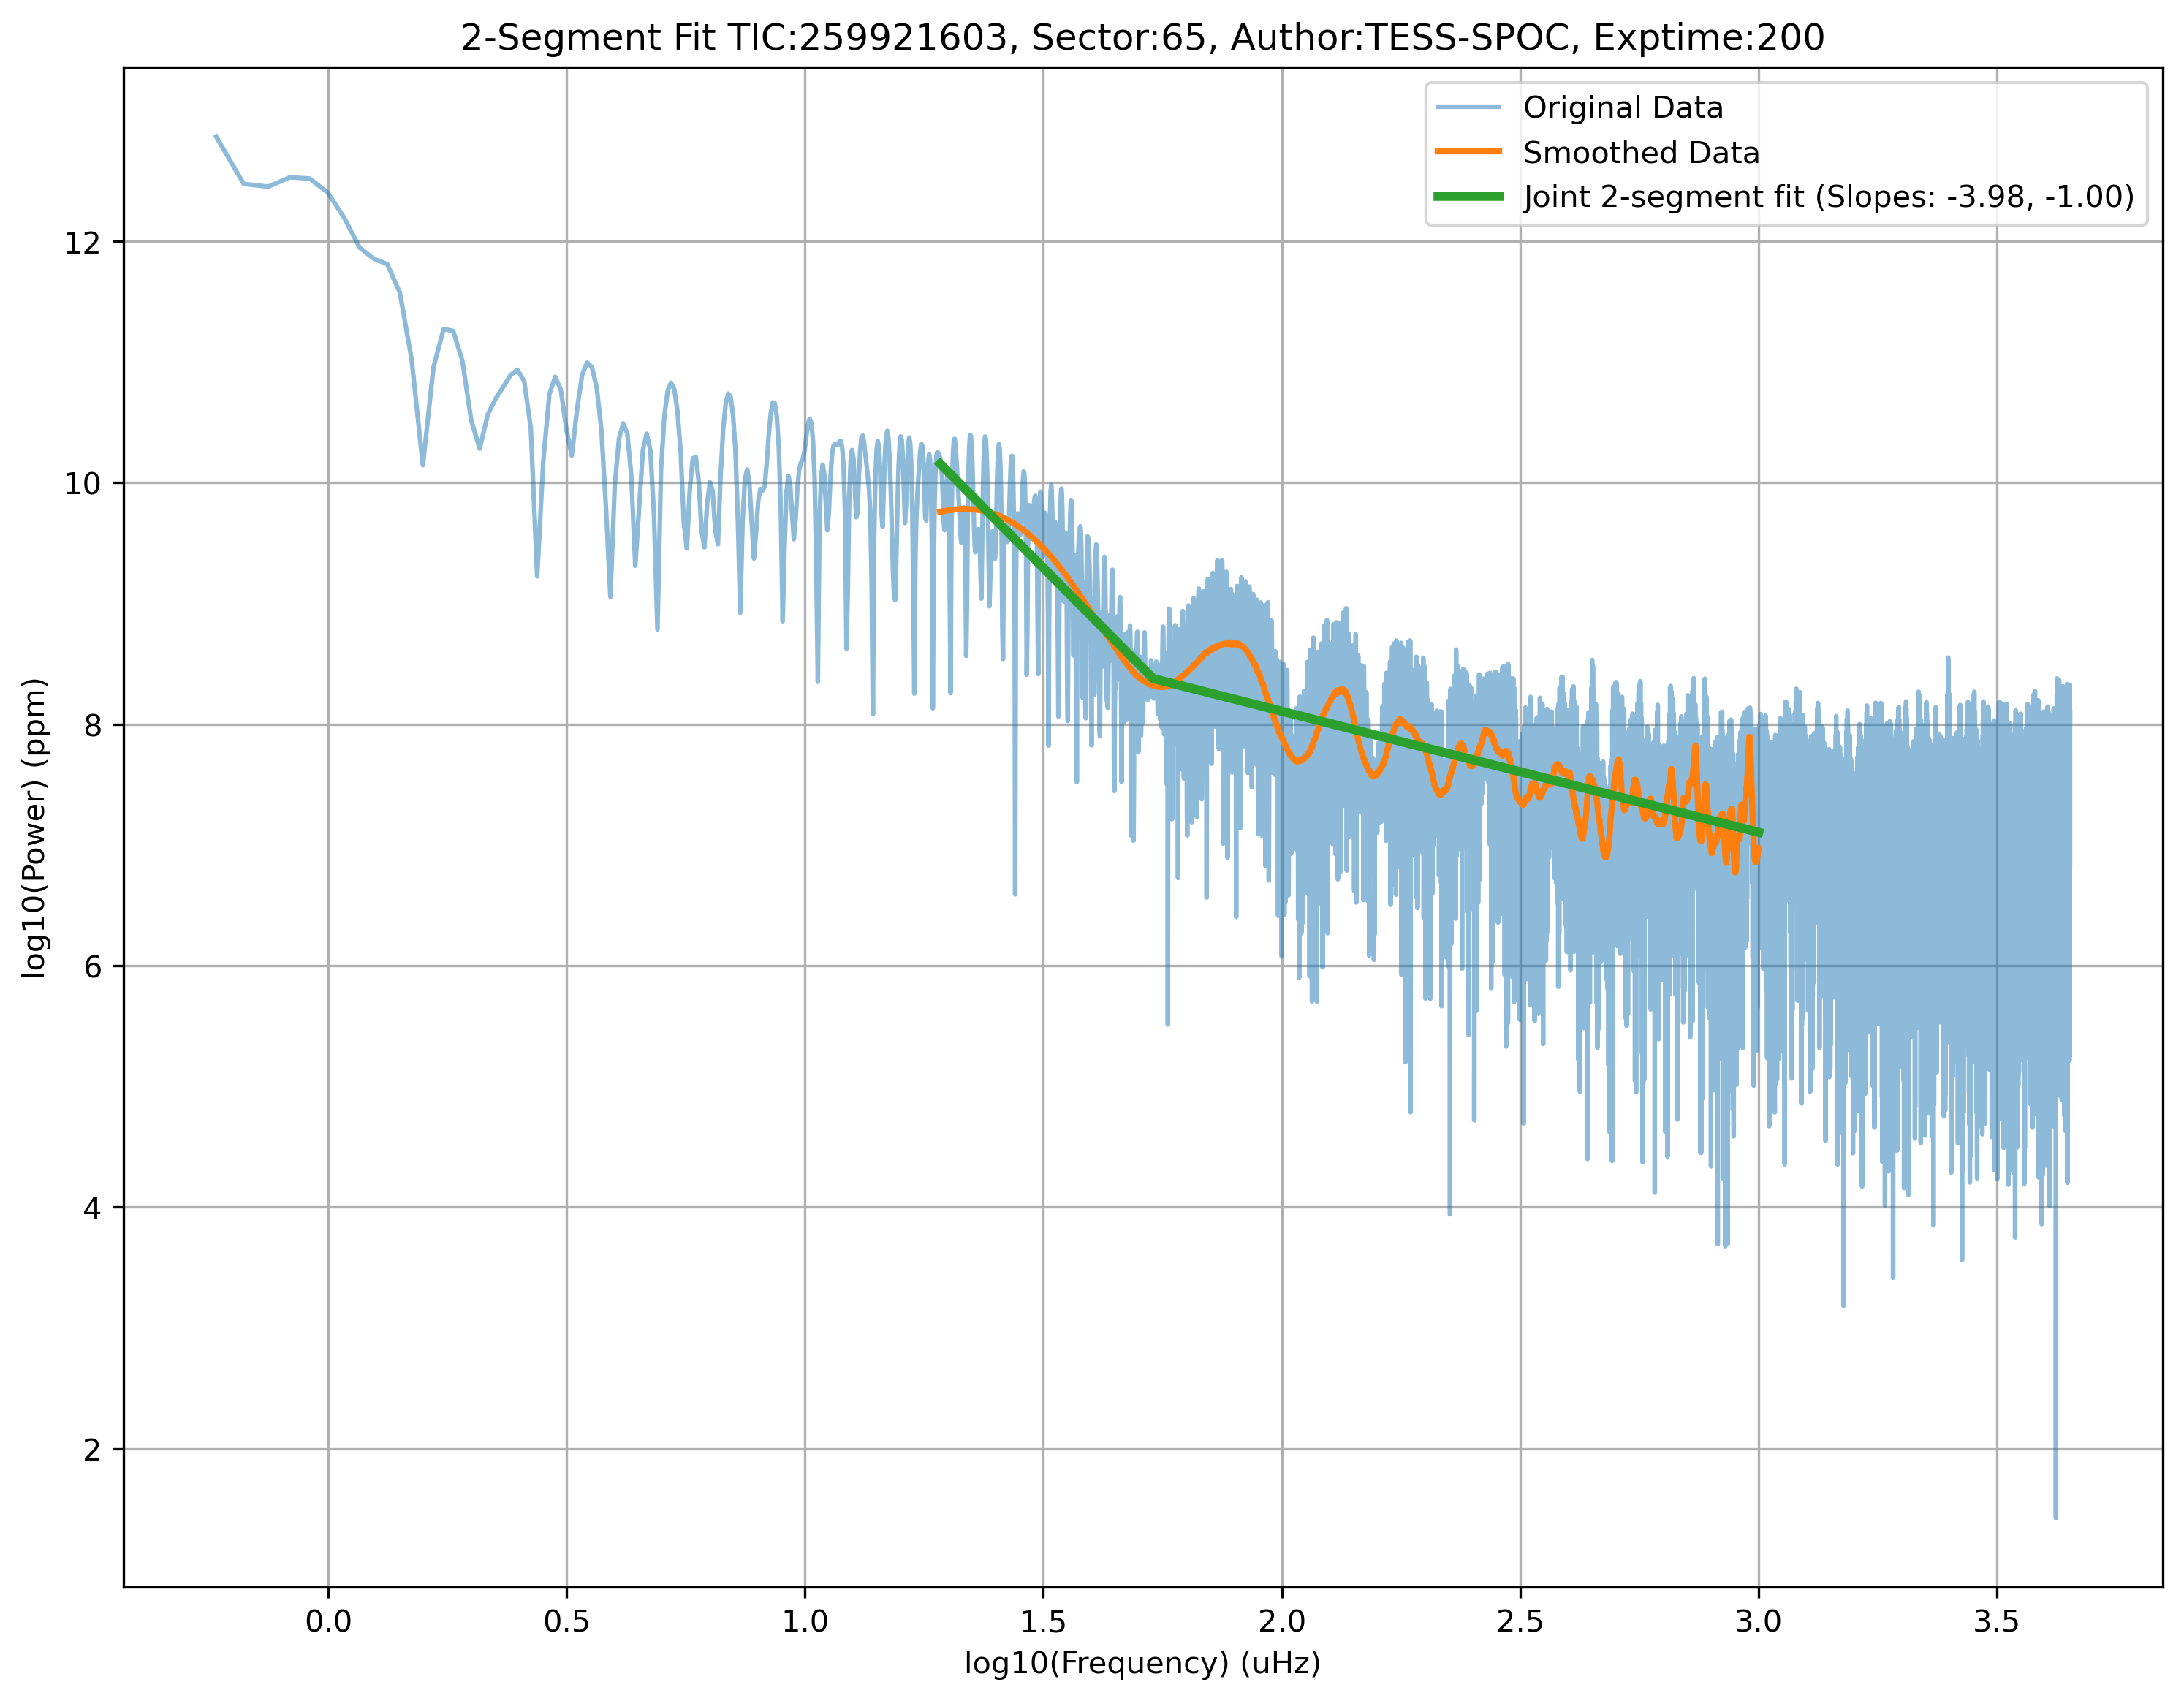 2-Segment Fit TIC:259921603, Sector:65, Author:TESS-SPOC, Exptime:200
Original Data
Smoothed Data
Joint 2-segment fit (Slopes: -3.98, -1.00)
log10(Power) (ppm)
12
10
8
6
4
2
0.0 0.5 1.0 1.5 2.0 2.5 3.0 3.5
log10(Frequency) (uHz)